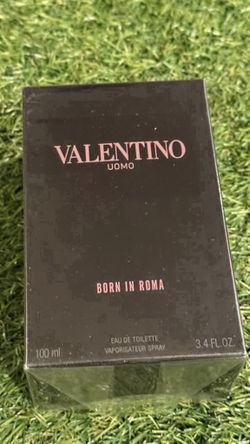 VALENTINO
UOMO
BORN IN ROMA
EAU DE TOILETTE
VAPORISATEUR SPRAY
100 ml
3.4 FL.OZ